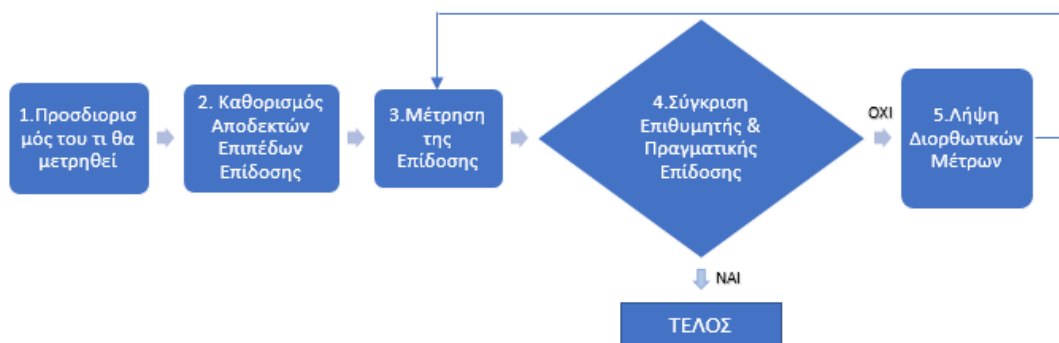 1.Προσδιορισ
μός του τι θα
μετρηθεί
2. Καθορισμός
Αποδεκτών
Επιπέδων
Επίδοσης
3.Μέτρηση
της
Επίδοσης
4.Σύγκριση
Επιθυμητής &
Πραγματικής
Επίδοσης
ΟΧΙ
5.Λήψη
Διορθωτικών
Μέτρων
ΝΑΙ
ΤΕΛΟΣ